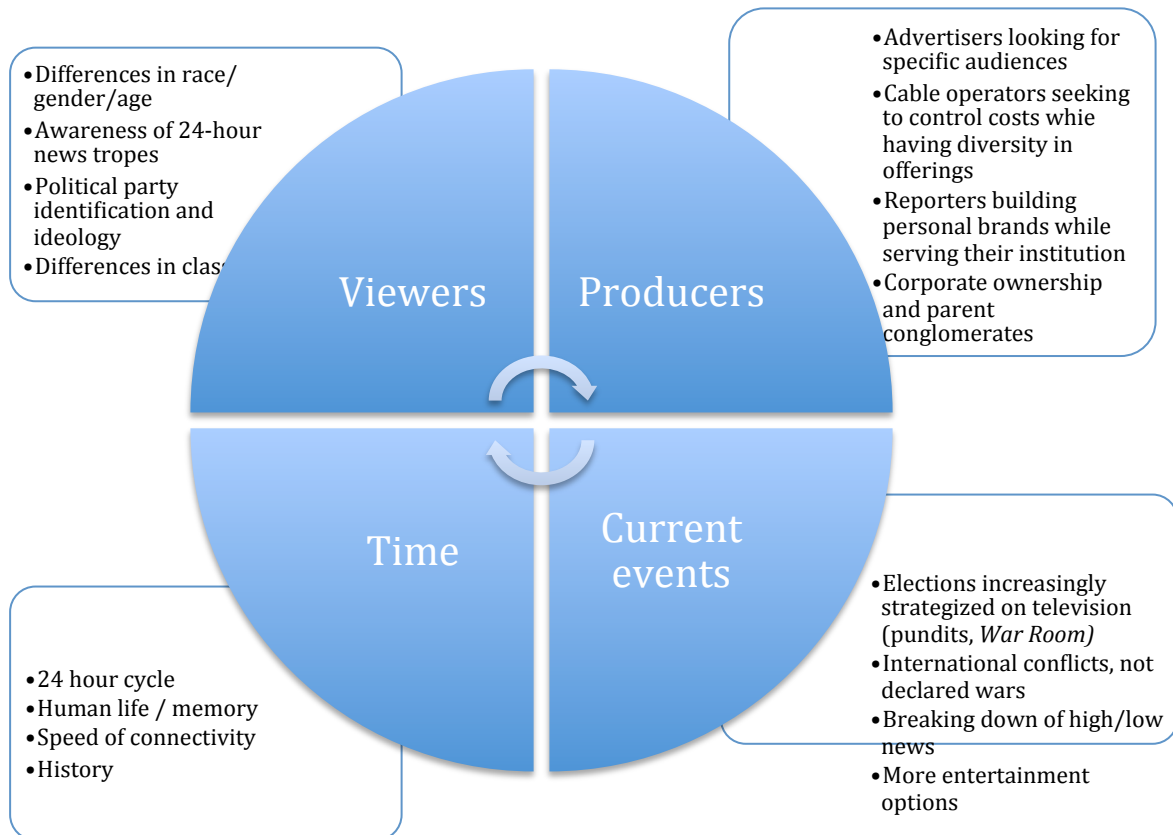 •Differences in race/
gender/age
•Awareness of 24-hour
news tropes
•Political party
identification and
ideology
•Differences in clas
Viewers
•Advertisers looking for
specific audiences
•Cable operators seeking
to control costs whie
having diversity in
offerings
•Reporters building
personal brands while
serving their institution
•Corporate ownership
and parent
conglomerates
Producers
Time
•24 hour cycle
•Human life / memory
•Speed of connectivity
•History
Current
events
•Elections increasingly
strategized on television
(pundits, War Room)
•International conflicts, not
declared wars
•Breaking down of high/low
news
•More entertainment
options